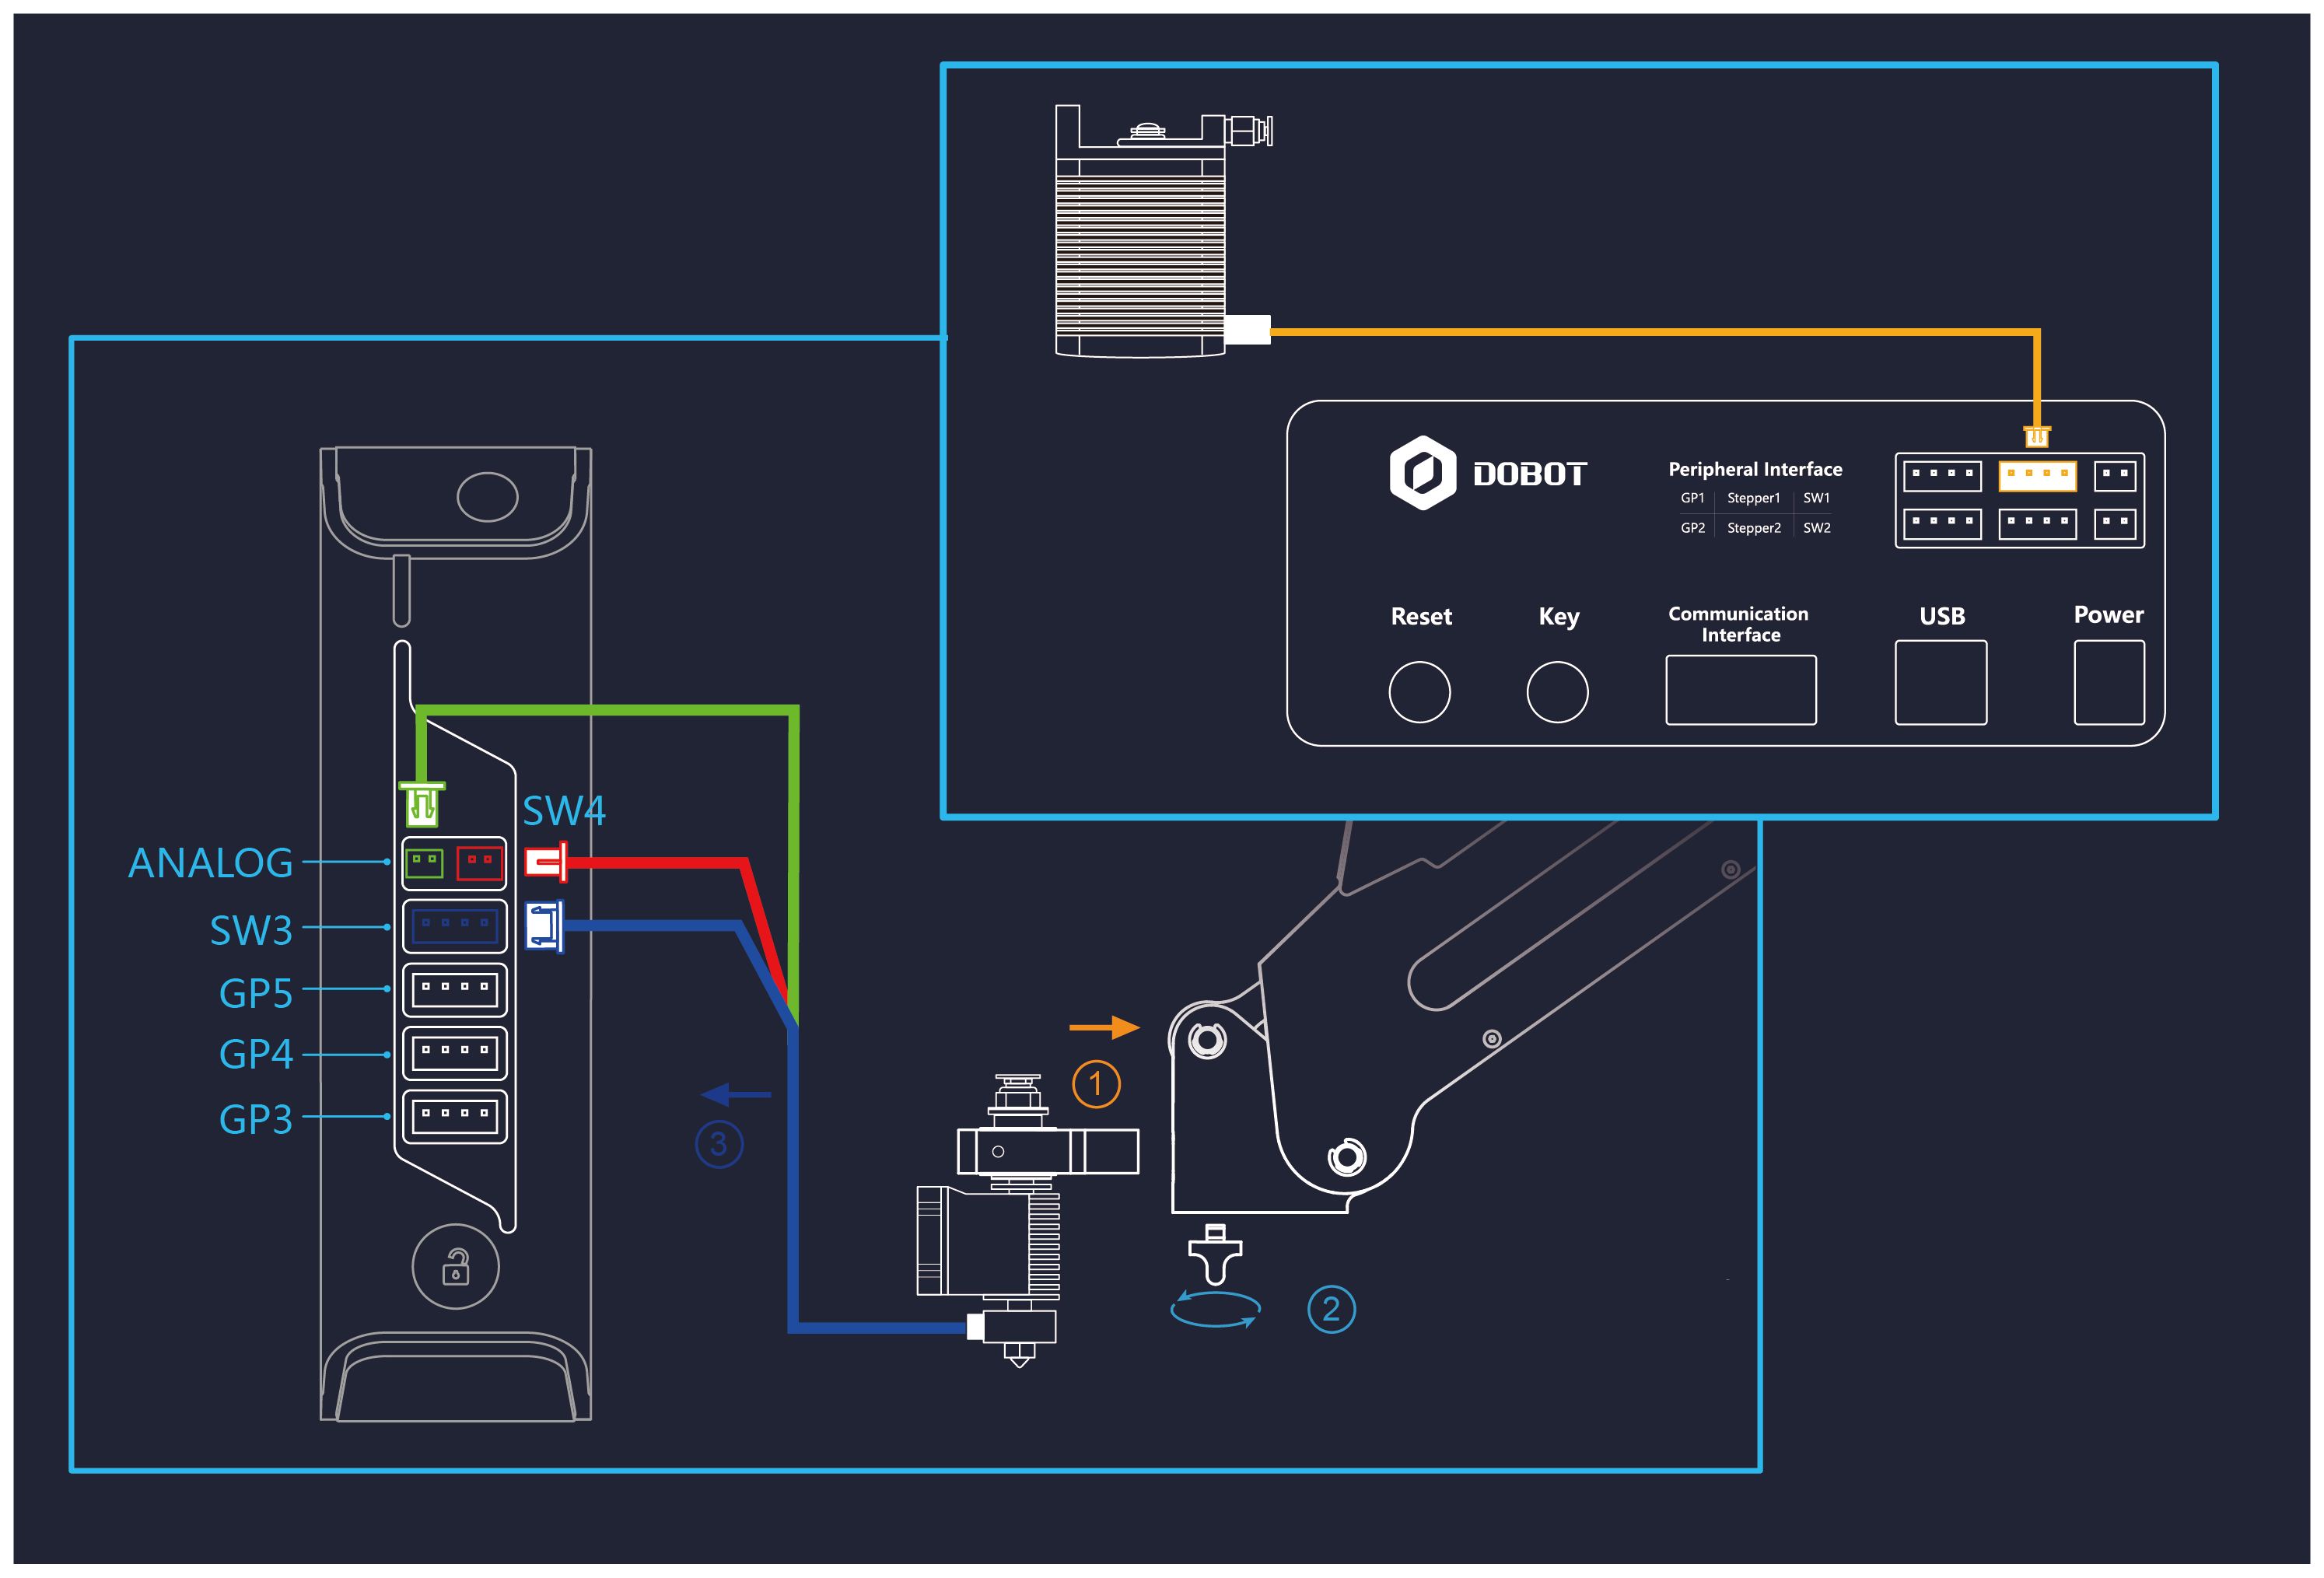 DOBOT
Peripheral Interface
GP1 Stepper1 SW1
GP2 Stepper2 SW2
Reset
Key
Communication
Interface
USB
Power
SW4
ANALOG
SW3
GP5
GP4
GP3
1
3
2